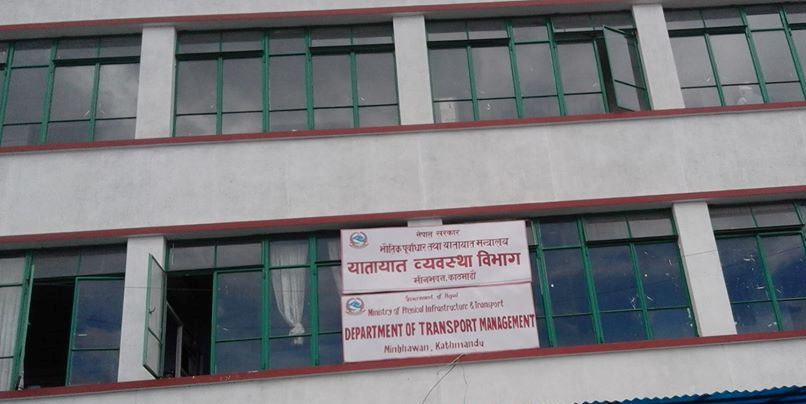 नेपाल सरकार
भौतिक पूर्वाधार तथा यातायात मन्त्रालय
यातायात व्यवस्था विभाग
मीनभवन, काठमाडौं
Government of Nepal
Ministry of Physical Infrastructure & Transport
DEPARTMENT OF TRANSPORT MANAGEMENT
Minbhawan, Kathmandu